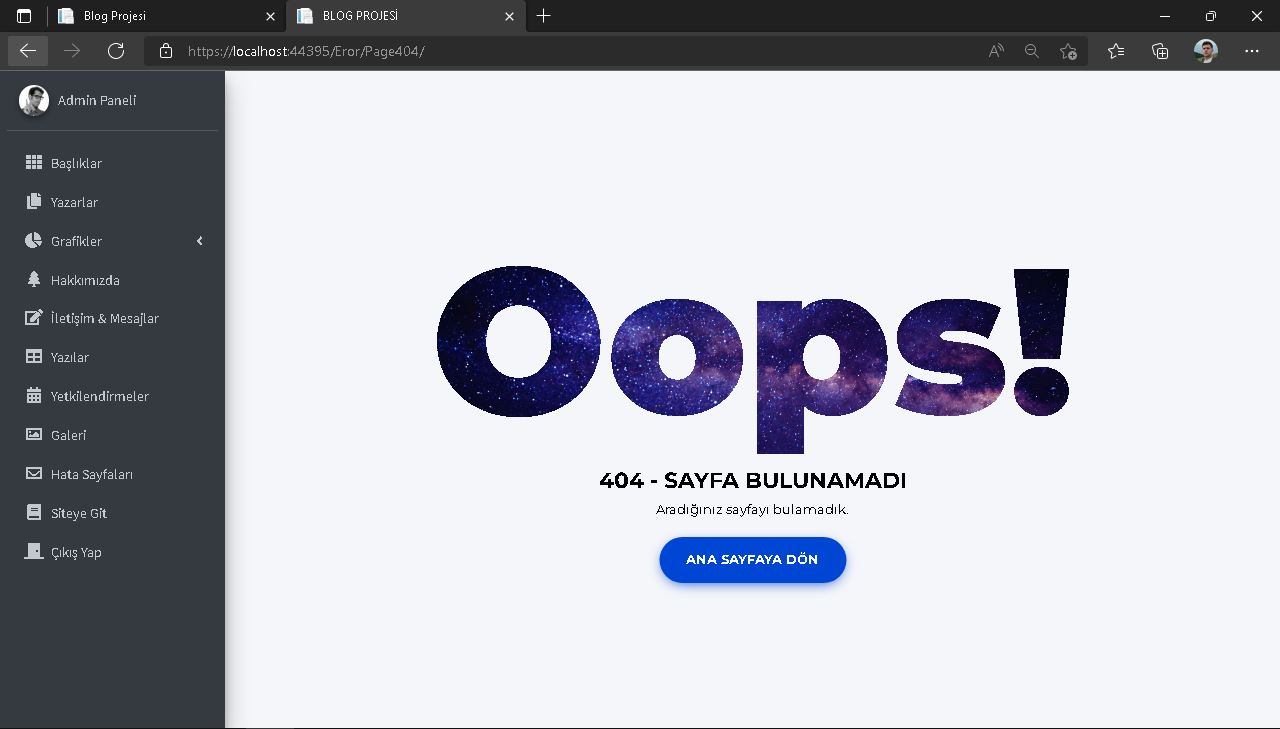 Blog Projesi
BLOG PROJESİ
https://localhost:44395/Eror/Page404/
Admin Paneli
Başlıklar
Yazarlar
Grafikler
Hakkımızda
İletişim & Mesajlar
Yazılar
Yetkilendirmeler
Galeri
Hata Sayfaları
Siteye Git
Çıkış Yap
Oops!
404 - SAYFA BULUNAMADI
Aradığınız sayfayı bulamadık.
ANA SAYFAYA DÖN